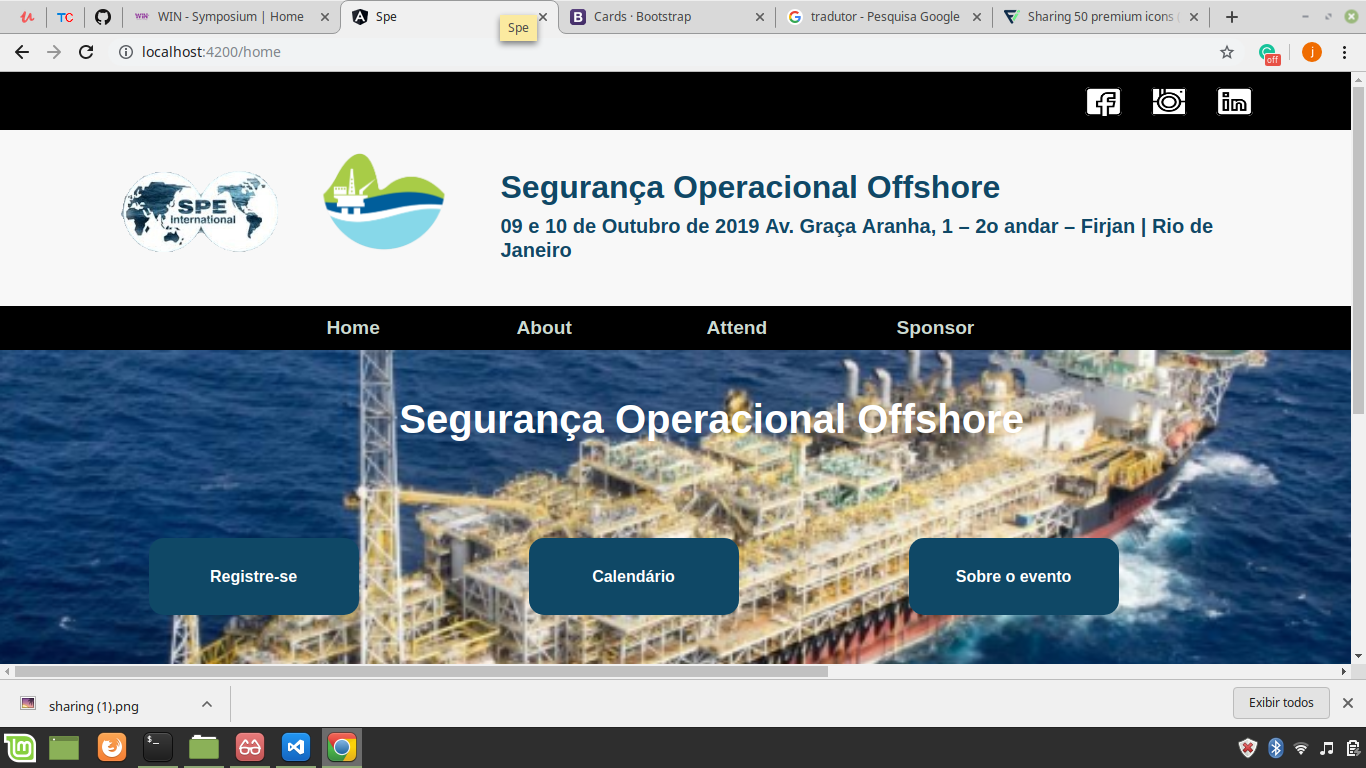 WIN - Symposium | Home
Spe
Cards · Bootstrap
tradutor - Pesquisa Google
Sharing 50 premium icons (
Spe
localhost:4200/home
off
j
Segurança Operacional Offshore
SPE
International
09 e 10 de Outubro de 2019 Av. Graça Aranha, 1 – 2o andar – Firjan | Rio de
Janeiro
Home About Attend Sponsor
Segurança Operacional Offshore
Registre-se Calendário Sobre o evento
sharing (1).png
Exibir todos